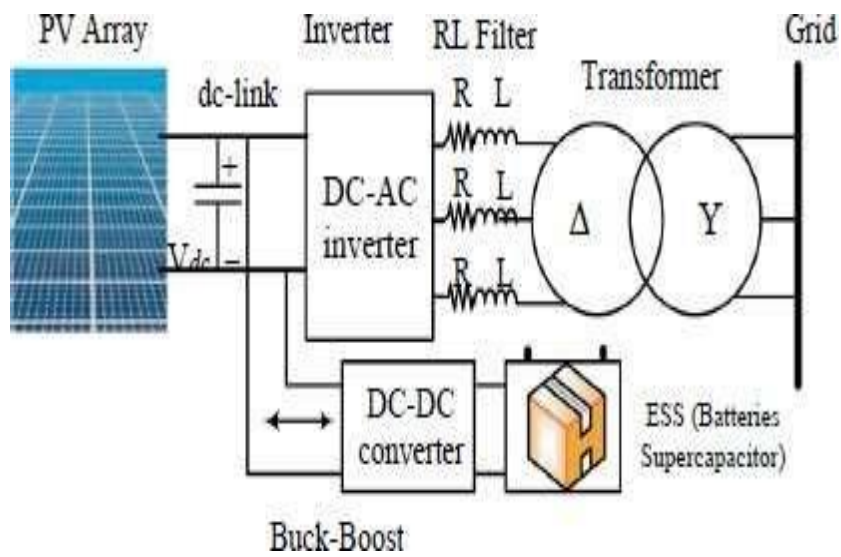 PV Array
Inverter
RL Filter
Grid
dc-link
R L
Transformer
+
DC-AC
inverter
R L
Δ
Y
Vdc
−
R L
DC-DC
converter
ESS (Batteries
Supercapacitor)
Buck-Boost